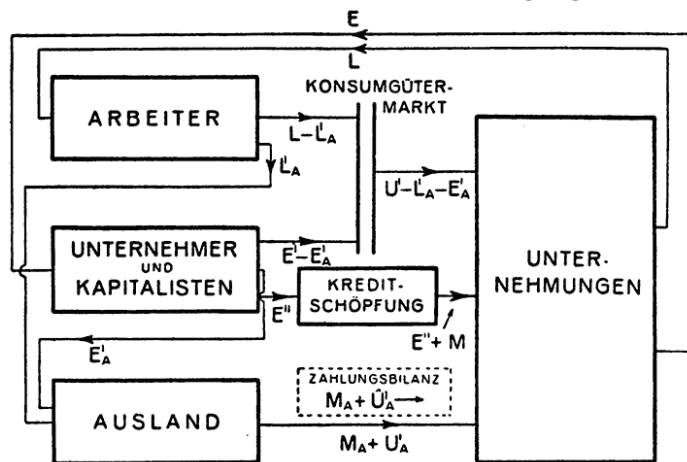 E
L
KONSUMGÜTER-
MARKT
ARBEITER
L-L'A
L'A
U'-L'A-E'A
UNTERNEHMER
UND
KAPITALISTEN
E'-E'A
E"
KREDIT-
SCHÖPFUNG
E"+M
UNTER-
NEHMUNGEN
E'A
ZAHLUNGSBILANZ
MA+Û'A→
AUSLAND
MA+U'A